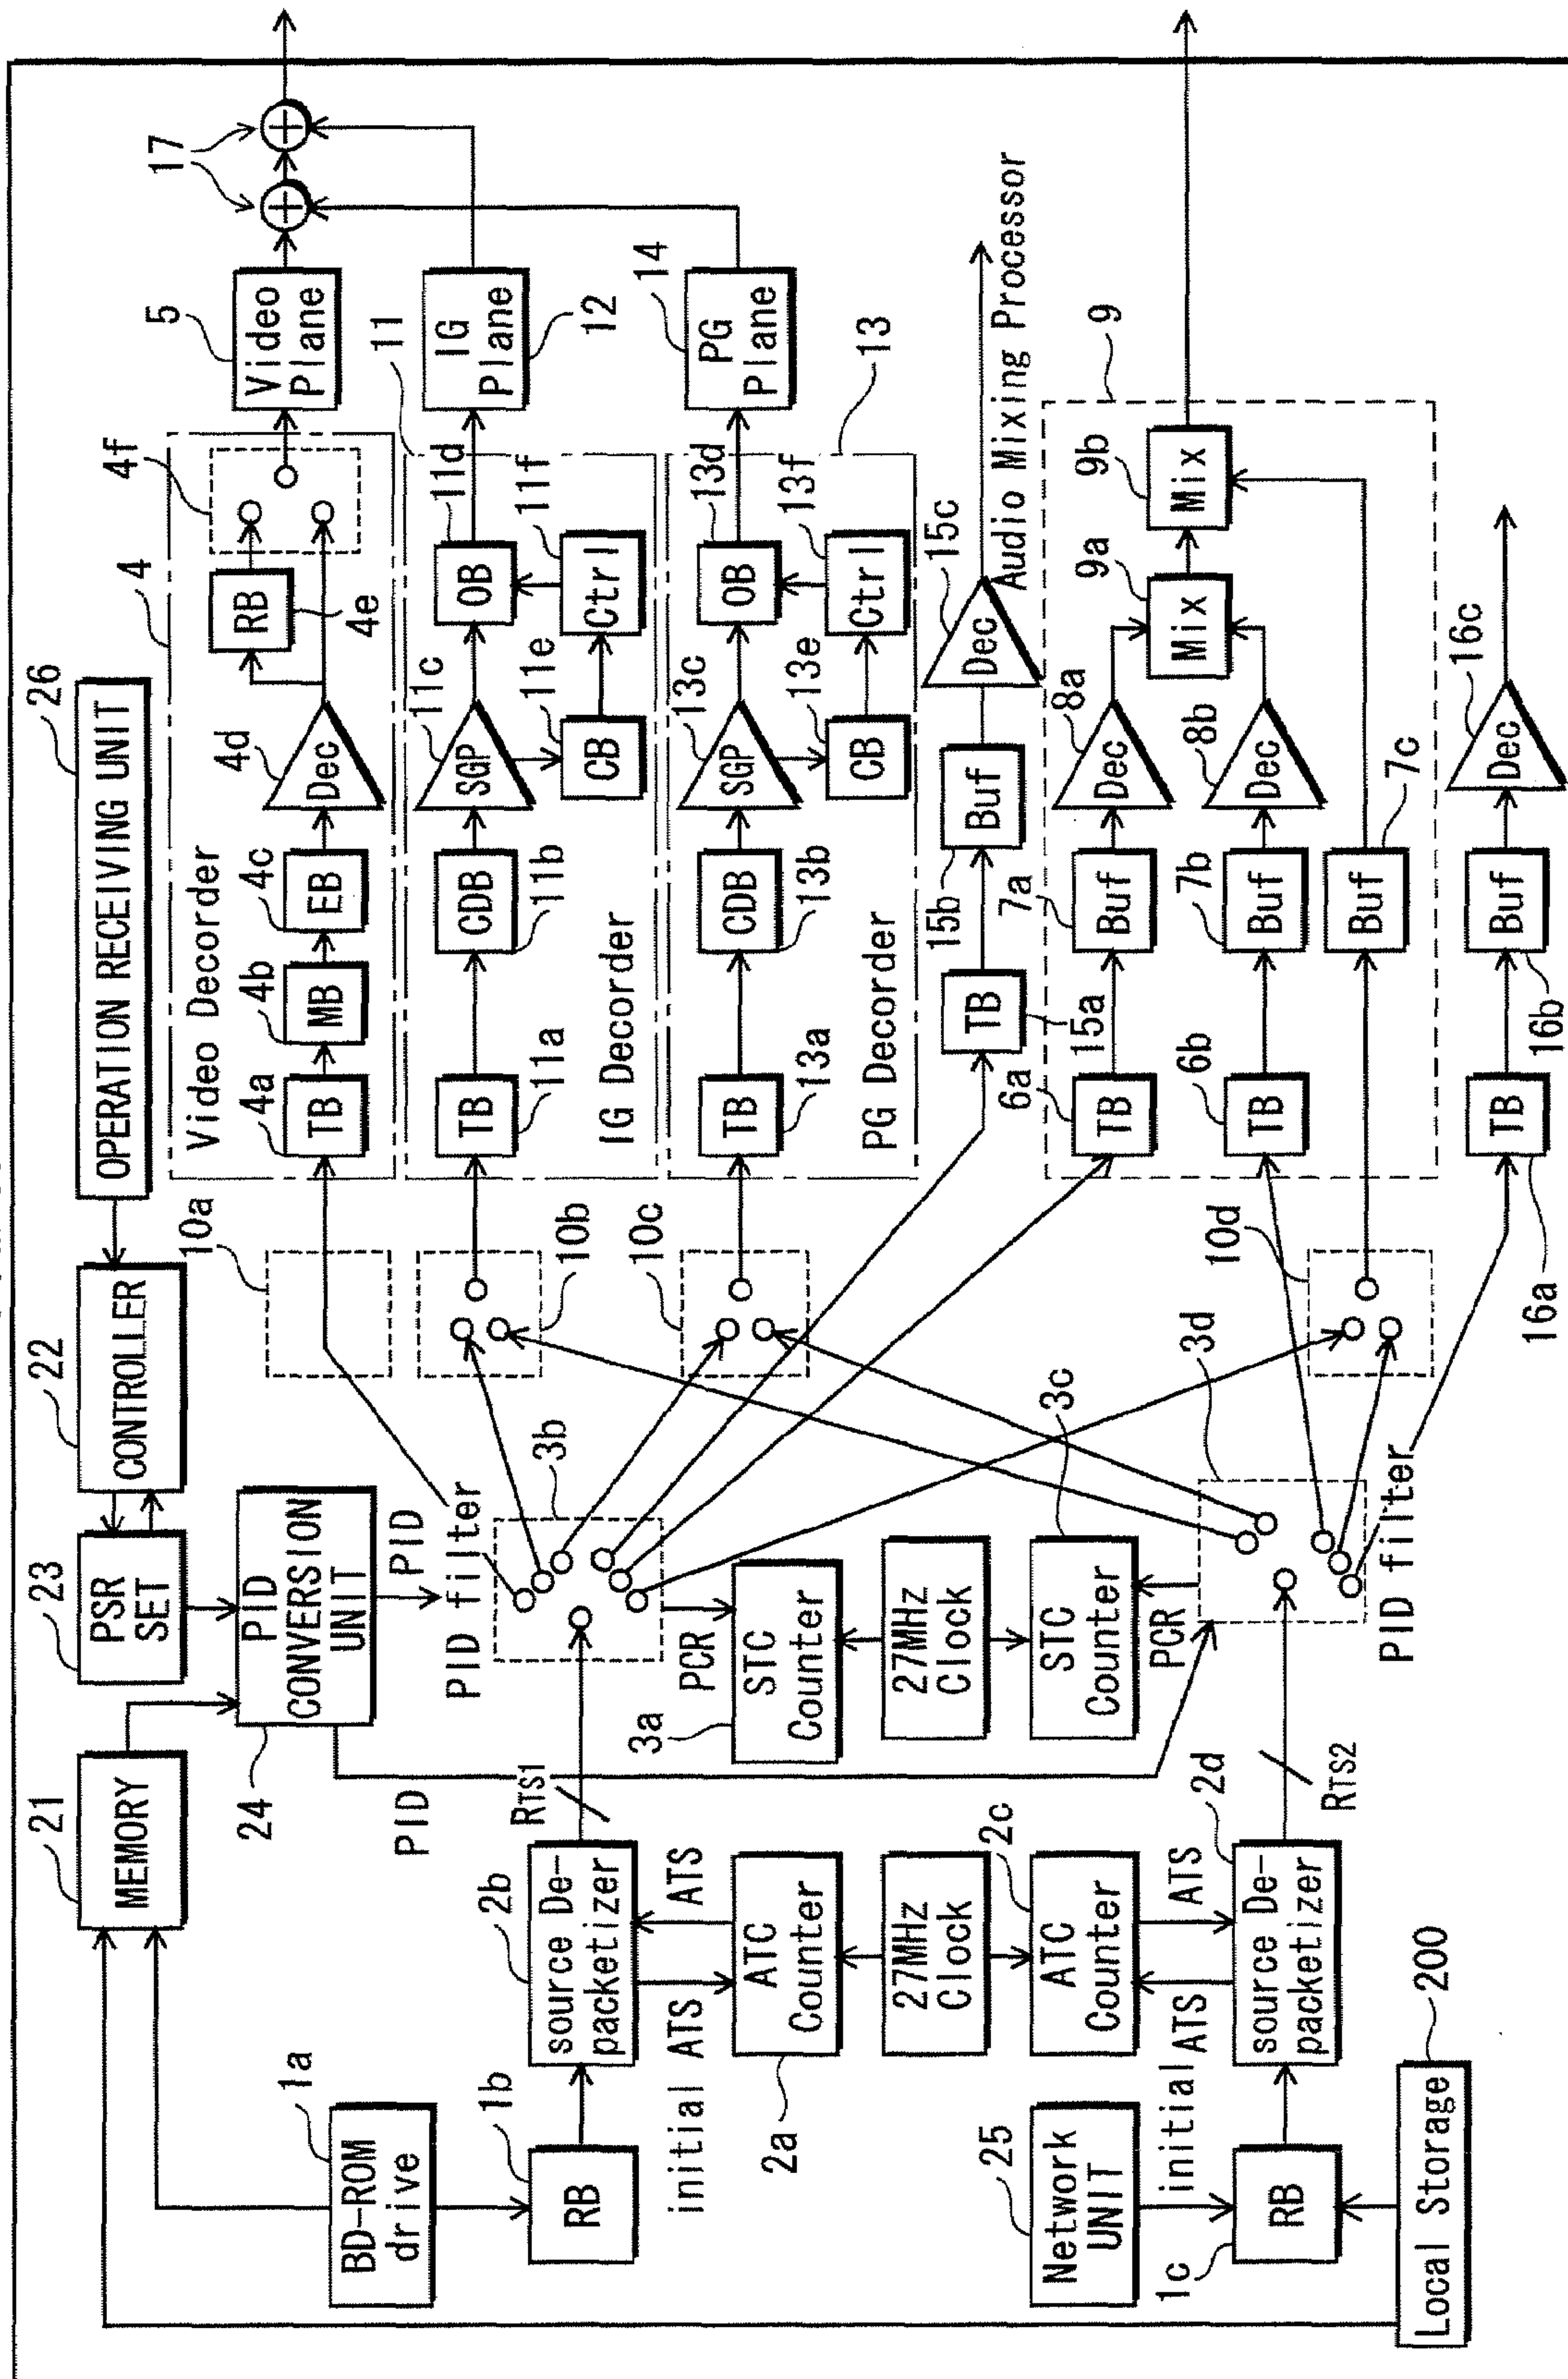 26
OPERATION RECEIVING UNIT
22
CONTROLLER
23
PSR
SET
21
MEMORY
24
PID
CONVERSION
UNIT
PID
PID
1a
BD-ROM
drive
1b
RB
2b
source De-
packetizer
RTS1
initial ATS
ATS
2a
ATC
Counter
27MHz
Clock
2c
ATC
Counter
initial
ATS
ATS
25
Network
UNIT
1c
RB
2d
source De-
packetizer
RTS2
200
Local Storage
PID filter
3b
PCR
3a
STC
Counter
27MHz
Clock
3c
STC
Counter
PCR
3d
PID filter
10a
10b
10c
10d
4
Video Decorder
4a
TB
4b
MB
4c
EB
4d
Dec
4e
RB
4f
5
Video
Plane
17
11
IG Decorder
11a
TB
11b
CDB
11c
SGP
11d
OB
11e
CB
11f
Ctrl
IG
Plane
12
13
PG Decorder
13a
TB
13b
CDB
13c
SGP
13d
OB
13e
CB
13f
Ctrl
14
PG
Plane
15a
TB
15b
Buf
15c
Dec
Audio Mixing Processor
9
6a
TB
7a
Buf
8a
Dec
9a
Mix
9b
Mix
6b
TB
7b
Buf
8b
Dec
7c
Buf
16a
TB
16b
Buf
16c
Dec